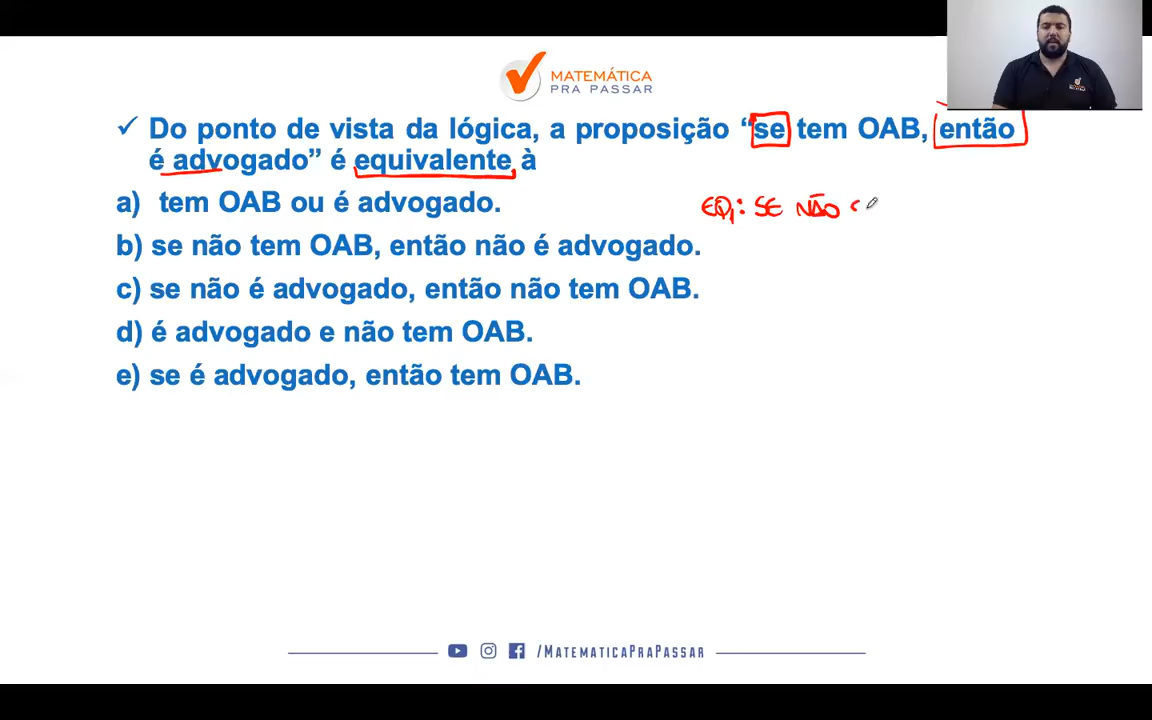 MATEMÁTICA
PRA PASSAR
✓ Do ponto de vista da lógica, a proposição “se tem OAB, então
é advogado” é equivalente à
a) tem OAB ou é advogado.
EQ1: SE NÃO
b) se não tem OAB, então não é advogado.
c) se não é advogado, então não tem OAB.
d) é advogado e não tem OAB.
e) se é advogado, então tem OAB.
/MATEMATICAPRAPASSAR